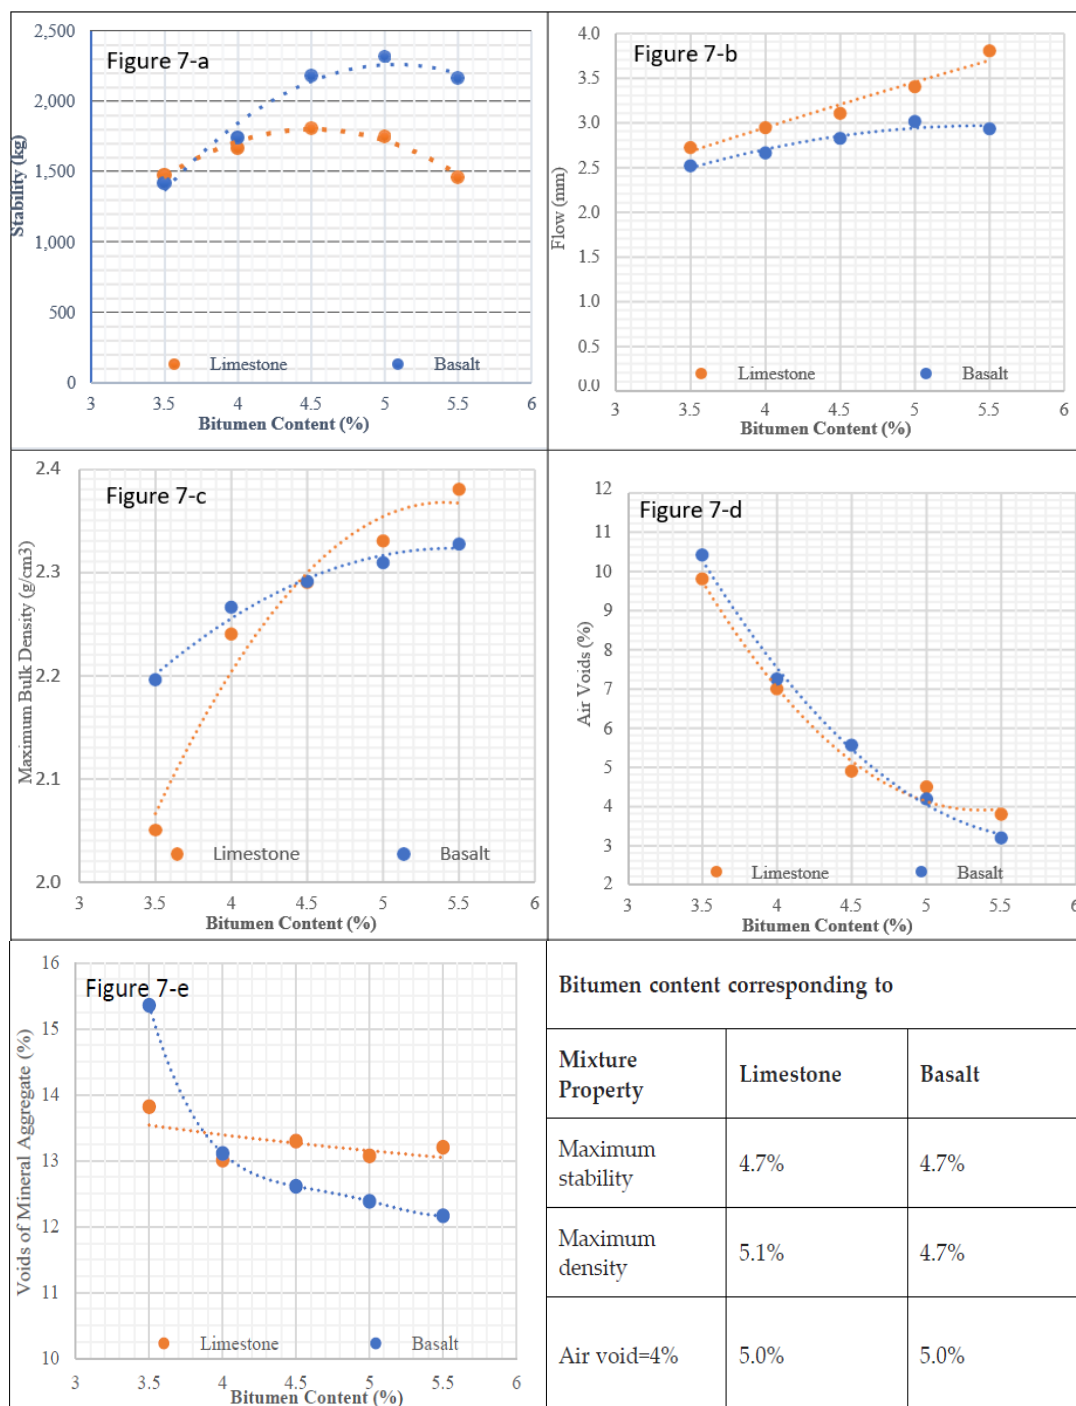 Figure 7-a
2,500
2,000
1,500
1,000
500
0
Stability (kg)
Limestone
Basalt
3
3.5
4
4.5
5
5.5
6
Bitumen Content (%)
Figure 7-b
4.0
3.5
3.0
2.5
2.0
1.5
1.0
0.5
0.0
Flow (mm)
Limestone
Basalt
3
3.5
4
4.5
5
5.5
6
Bitumen Content (%)
Figure 7-c
2.4
2.3
2.2
2.1
2.0
Maximum Bulk Density (g/cm3)
Limestone
Basalt
3
3.5
4
4.5
5
5.5
6
Bitumen Content (%)
Figure 7-d
12
11
10
9
8
7
6
5
4
3
2
Air Voids (%)
Limestone
Basalt
3
3.5
4
4.5
5
5.5
6
Bitumen Content (%)
Figure 7-e
16
15
14
13
12
11
10
Voids of Mineral Aggregate (%)
Limestone
Basalt
3
3.5
4
4.5
5
5.5
6
Bitumen Content (%)
Bitumen content corresponding to
Mixture
Property
Limestone
Basalt
Maximum
stability
4.7%
4.7%
Maximum
density
5.1%
4.7%
Air void=4%
5.0%
5.0%